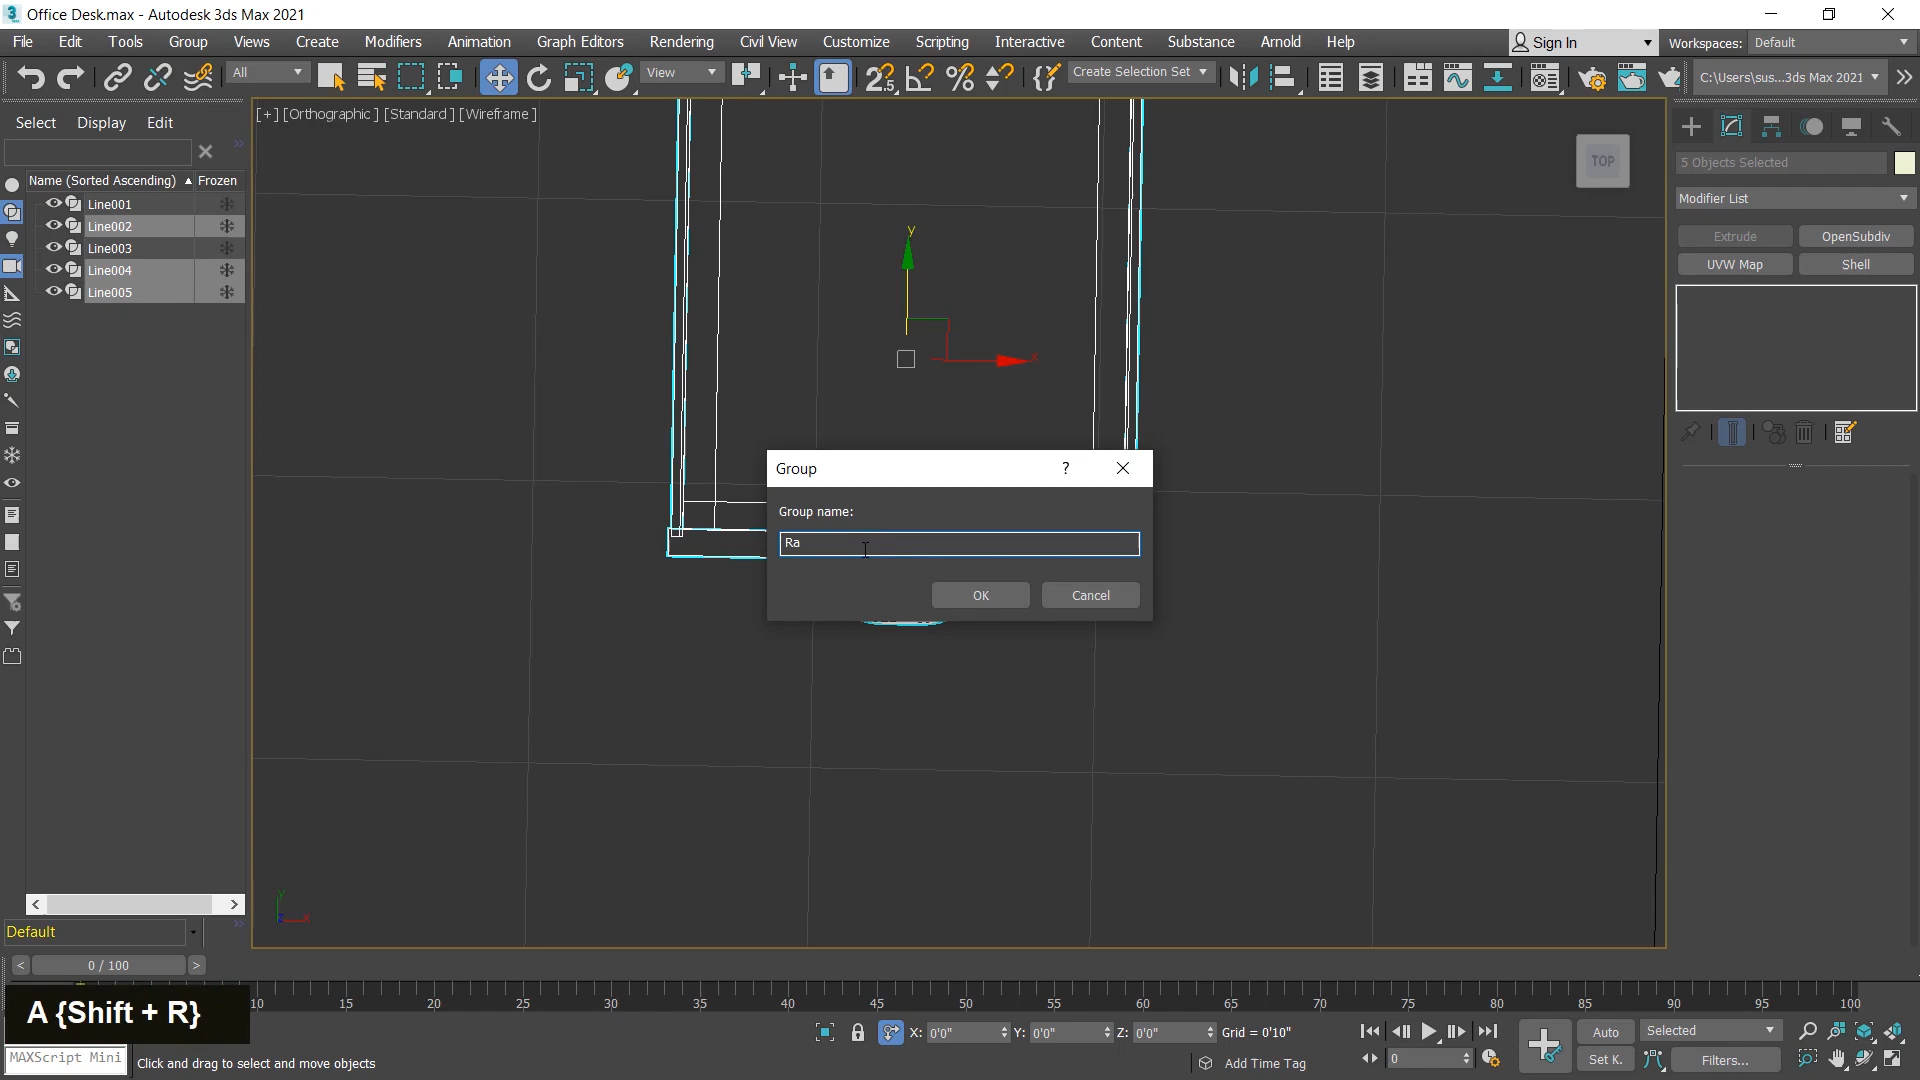 Office Desk.max - Autodesk 3ds Max 2021
File Edit Tools Group Views Create Modifiers Animation Graph Editors Rendering Civil View Customize Scripting Interactive Content Substance Arnold Help
Sign In
Workspaces: Default
All
View
Create Selection Set
C:\Users\sus...3ds Max 2021
Select Display Edit
[+] [Orthographic ] [Standard ] [Wireframe ]
TOP
5 Objects Selected
Name (Sorted Ascending) Frozen
Modifier List
Line001
Line002
Line003
Line004
Line005
Extrude OpenSubdiv
UVW Map Shell
y
x
Group ?
Group name:
Ra
OK Cancel
y
z x
Default
0 / 100
10 15 20 25 30 35 40 45 50 55 60 65 70 75 80 85 90 95 100
A {Shift + R}
X: 0'0" Y: 0'0" Z: 0'0" Grid = 0'10"
Auto Selected
MAXScript Mini
Click and drag to select and move objects
Add Time Tag
0
Set K. Filters...